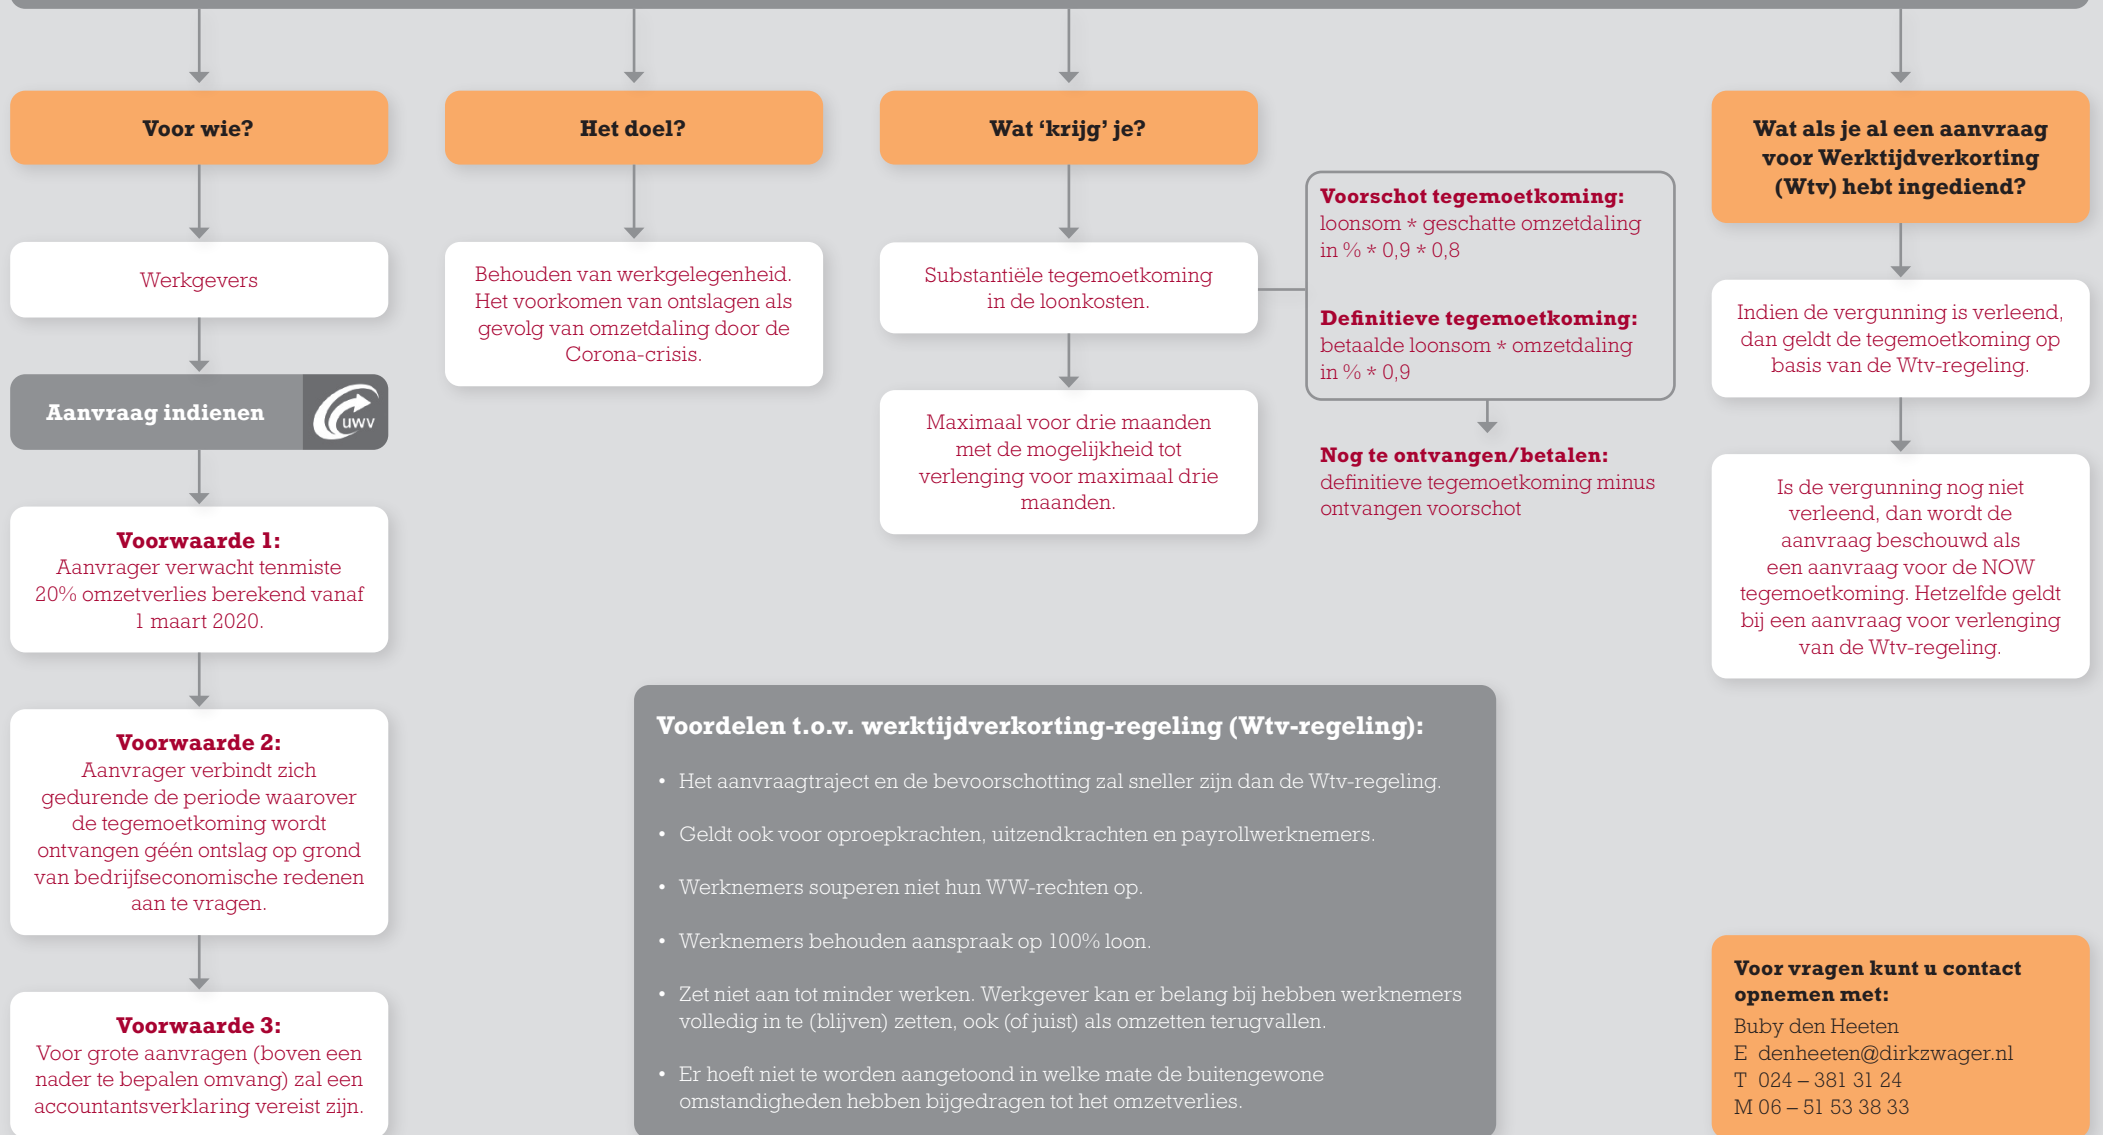 Voor wie?
Werkgevers
Aanvraag indienen
uwv
Voorwaarde 1:
Aanvrager verwacht tenmiste
20% omzetverlies berekend vanaf
1 maart 2020.
Voorwaarde 2:
Aanvrager verbindt zich
gedurende de periode waarover
de tegemoetkoming wordt
ontvangen géén ontslag op grond
van bedrijfseconomische redenen
aan te vragen.
Voorwaarde 3:
Voor grote aanvragen (boven een
nader te bepalen omvang) zal een
accountantsverklaring vereist zijn.
Het doel?
Behouden van werkgelegenheid.
Het voorkomen van ontslagen als
gevolg van omzetdaling door de
Corona-crisis.
Wat ‘krijg’ je?
Substantiële tegemoetkoming
in de loonkosten.
Maximaal voor drie maanden
met de mogelijkheid tot
verlenging voor maximaal drie
maanden.
Voorschot tegemoetkoming:
loonsom * geschatte omzetdaling
in % * 0,9 * 0,8
Definitieve tegemoetkoming:
betaalde loonsom * omzetdaling
in % * 0,9
Nog te ontvangen/betalen:
definitieve tegemoetkoming minus
ontvangen voorschot
Wat als je al een aanvraag
voor Werktijdverkorting
(Wtv) hebt ingediend?
Indien de vergunning is verleend,
dan geldt de tegemoetkoming op
basis van de Wtv-regeling.
Is de vergunning nog niet
verleend, dan wordt de
aanvraag beschouwd als
een aanvraag voor de NOW
tegemoetkoming. Hetzelfde geldt
bij een aanvraag voor verlenging
van de Wtv-regeling.
Voordelen t.o.v. werktijdverkorting-regeling (Wtv-regeling):
• Het aanvraagtraject en de bevoorschotting zal sneller zijn dan de Wtv-regeling.
• Geldt ook voor oproepkrachten, uitzendkrachten en payrollwerknemers.
• Werknemers souperen niet hun WW-rechten op.
• Werknemers behouden aanspraak op 100% loon.
• Zet niet aan tot minder werken. Werkgever kan er belang bij hebben werknemers
volledig in te (blijven) zetten, ook (of juist) als omzetten terugvallen.
• Er hoeft niet te worden aangetoond in welke mate de buitengewone
omstandigheden hebben bijgedragen tot het omzetverlies.
Voor vragen kunt u contact
opnemen met:
Buby den Heeten
E denheeten@dirkzwager.nl
T 024 – 381 31 24
M 06 – 51 53 38 33